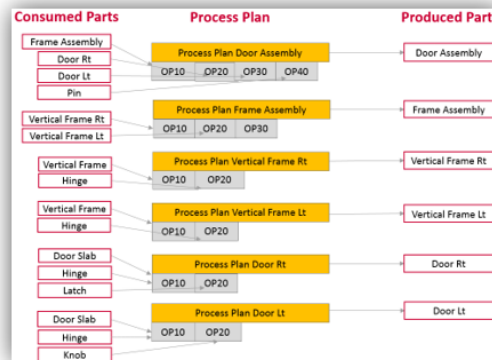 Consumed Parts Process Plan Produced Part
Frame Assembly
Door Rt
Door Lt
Pin
Process Plan Door Assembly
OP10 OP20 OP30 OP40
Door Assembly
Vertical Frame Rt
Vertical Frame Lt
Process Plan Frame Assembly
OP10 OP20 OP30
Frame Assembly
Vertical Frame
Hinge
Process Plan Vertical Frame Rt
OP10 OP20
Vertical Frame Rt
Vertical Frame
Hinge
Process Plan Vertical Frame Lt
OP10 OP20
Vertical Frame Lt
Door Slab
Hinge
Latch
Process Plan Door Rt
OP10 OP20
Door Rt
Door Slab
Hinge
Knob
Process Plan Door Lt
OP10 OP20
Door Lt